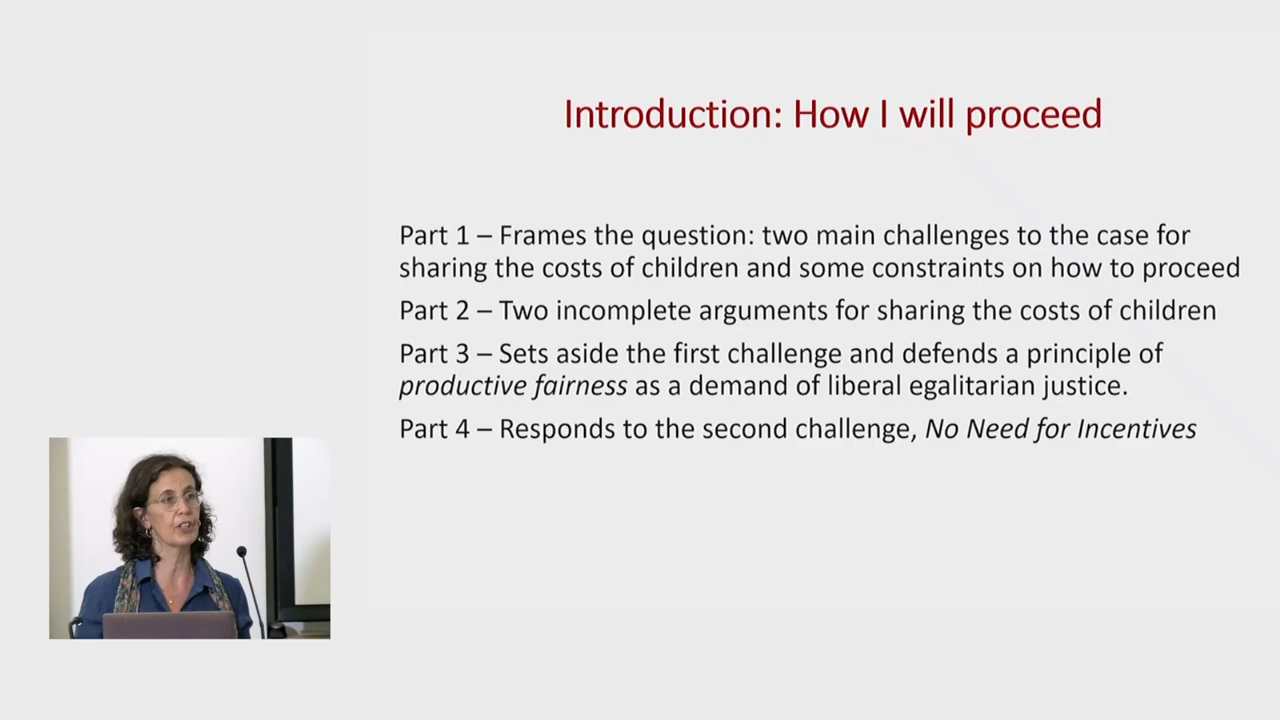 Introduction: How I will proceed
Part 1 – Frames the question: two main challenges to the case for
sharing the costs of children and some constraints on how to proceed
Part 2 – Two incomplete arguments for sharing the costs of children
Part 3 – Sets aside the first challenge and defends a principle of
productive fairness as a demand of liberal egalitarian justice.
Part 4 – Responds to the second challenge, No Need for Incentives